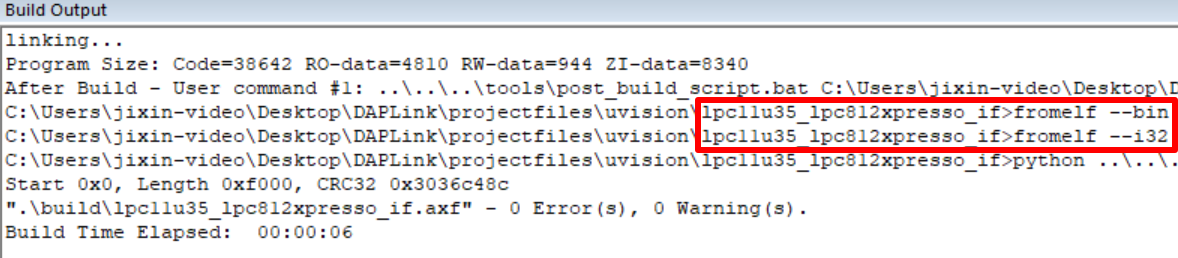 Build Output
linking...
Program Size: Code=38642 RO-data=4810 RW-data=944 ZI-data=8340
After Build - User command #1: ..\..\..\tools\post_build_script.bat C:\Users\jixin-video\Desktop\D
C:\Users\jixin-video\Desktop\DAPLink\projectfiles\uvision\lpc11u35_lpc812xpresso_if>fromelf --bin
C:\Users\jixin-video\Desktop\DAPLink\projectfiles\uvision\lpc11u35_lpc812xpresso_if>fromelf --i32
C:\Users\jixin-video\Desktop\DAPLink\projectfiles\uvision\lpc11u35_lpc812xpresso_if>python ..\..\.
Start 0x0, Length 0xf000, CRC32 0x3036c48c
".\build\lpc11u35_lpc812xpresso_if.axf" - 0 Error(s), 0 Warning(s).
Build Time Elapsed:  00:00:06